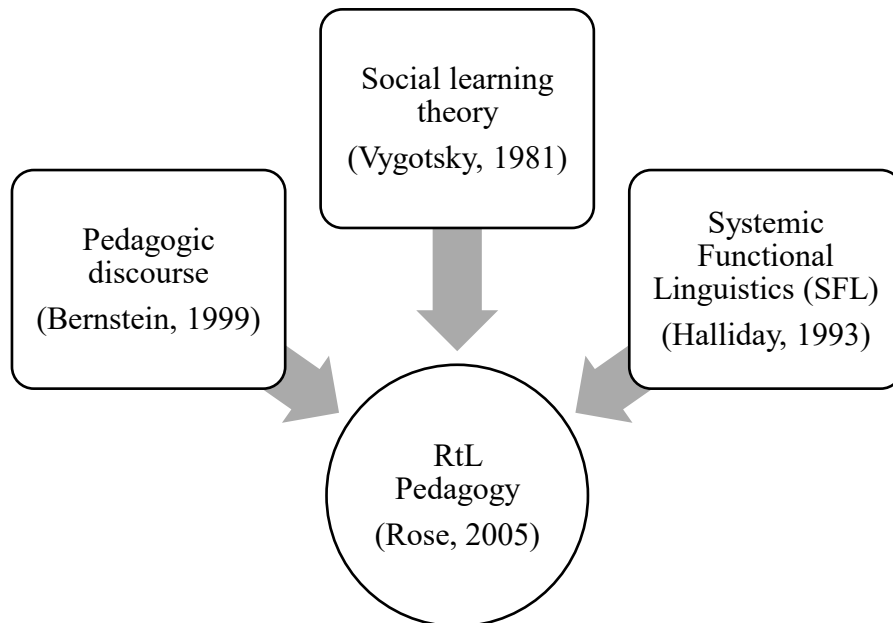 Social learning
theory
(Vygotsky, 1981)
Pedagogic
discourse
(Bernstein, 1999)
Systemic
Functional
Linguistics (SFL)
(Halliday, 1993)
RtL
Pedagogy
(Rose, 2005)